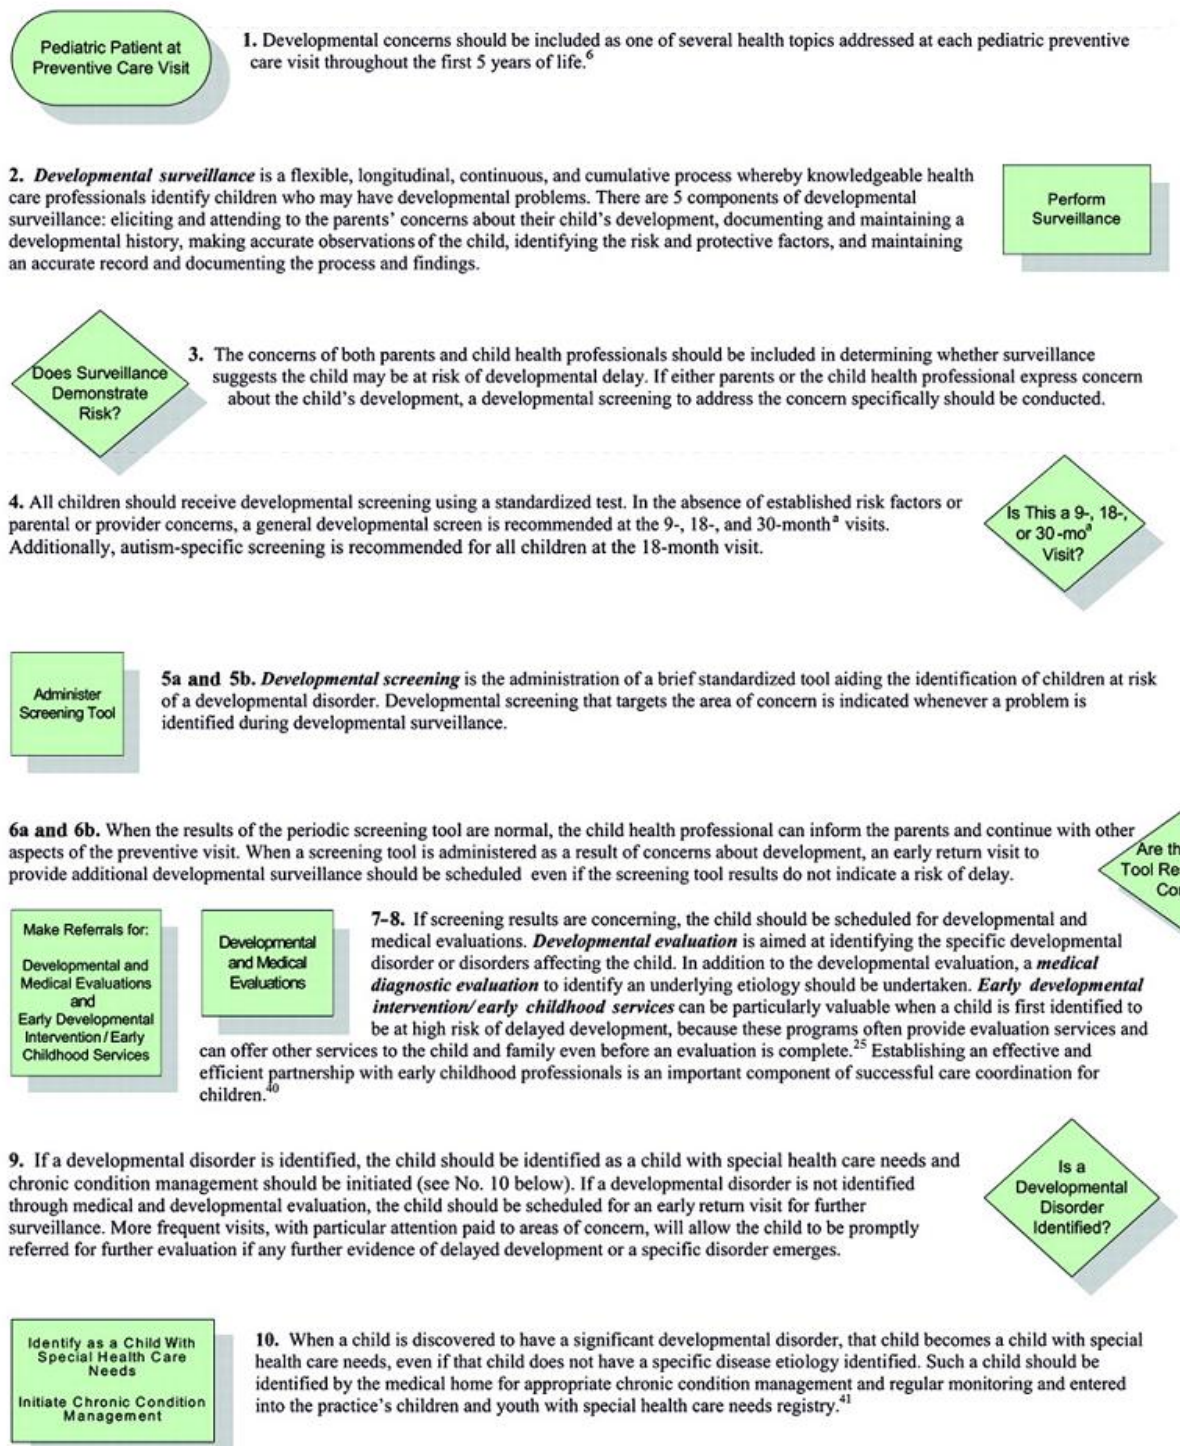 Pediatric Patient at
Preventive Care Visit
1. Developmental concerns should be included as one of several health topics addressed at each pediatric preventive
care visit throughout the first 5 years of life.6
2. Developmental surveillance is a flexible, longitudinal, continuous, and cumulative process whereby knowledgeable health
care professionals identify children who may have developmental problems. There are 5 components of developmental
surveillance: eliciting and attending to the parents' concerns about their child's development, documenting and maintaining a
developmental history, making accurate observations of the child, identifying the risk and protective factors, and maintaining
an accurate record and documenting the process and findings.
Perform
Surveillance
Does Surveillance
Demonstrate
Risk?
3. The concerns of both parents and child health professionals should be included in determining whether surveillance
suggests the child may be at risk of developmental delay. If either parents or the child health professional express concern
about the child's development, a developmental screening to address the concern specifically should be conducted.
4. All children should receive developmental screening using a standardized test. In the absence of established risk factors or
parental or provider concerns, a general developmental screen is recommended at the 9-, 18-, and 30-montha visits.
Additionally, autism-specific screening is recommended for all children at the 18-month visit.
Is This a 9-, 18-,
or 30-moa
Visit?
Administer
Screening Tool
5a and 5b. Developmental screening is the administration of a brief standardized tool aiding the identification of children at risk
of a developmental disorder. Developmental screening that targets the area of concern is indicated whenever a problem is
identified during developmental surveillance.
6a and 6b. When the results of the periodic screening tool are normal, the child health professional can inform the parents and continue with other
aspects of the preventive visit. When a screening tool is administered as a result of concerns about development, an early return visit to
provide additional developmental surveillance should be scheduled even if the screening tool results do not indicate a risk of delay.
Are th
Tool Re
Co
Make Referrals for:
Developmental and
Medical Evaluations
and
Early Developmental
Intervention/Early
Childhood Services
Developmental
and Medical
Evaluations
7-8. If screening results are concerning, the child should be scheduled for developmental and
medical evaluations. Developmental evaluation is aimed at identifying the specific developmental
disorder or disorders affecting the child. In addition to the developmental evaluation, a medical
diagnostic evaluation to identify an underlying etiology should be undertaken. Early developmental
intervention/early childhood services can be particularly valuable when a child is first identified to
be at high risk of delayed development, because these programs often provide evaluation services and
can offer other services to the child and family even before an evaluation is complete.25 Establishing an effective and
efficient partnership with early childhood professionals is an important component of successful care coordination for
children.40
9. If a developmental disorder is identified, the child should be identified as a child with special health care needs and
chronic condition management should be initiated (see No. 10 below). If a developmental disorder is not identified
through medical and developmental evaluation, the child should be scheduled for an early return visit for further
surveillance. More frequent visits, with particular attention paid to areas of concern, will allow the child to be promptly
referred for further evaluation if any further evidence of delayed development or a specific disorder emerges.
Is a
Developmental
Disorder
Identified?
Identify as a Child With
Special Health Care
Needs
Initiate Chronic Condition
Management
10. When a child is discovered to have a significant developmental disorder, that child becomes a child with special
health care needs, even if that child does not have a specific disease etiology identified. Such a child should be
identified by the medical home for appropriate chronic condition management and regular monitoring and entered
into the practice's children and youth with special health care needs registry.41